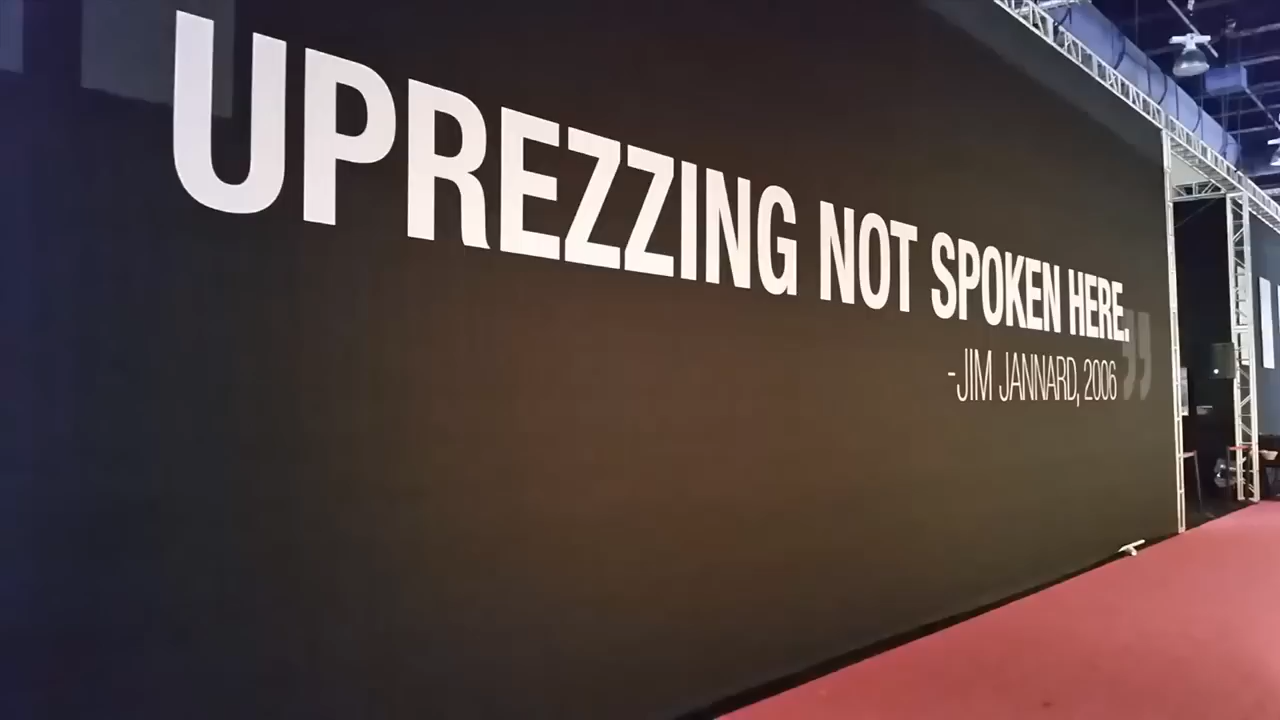 UPREZZING NOT SPOKEN HERE.
-JIM JANNARD, 2006 ”